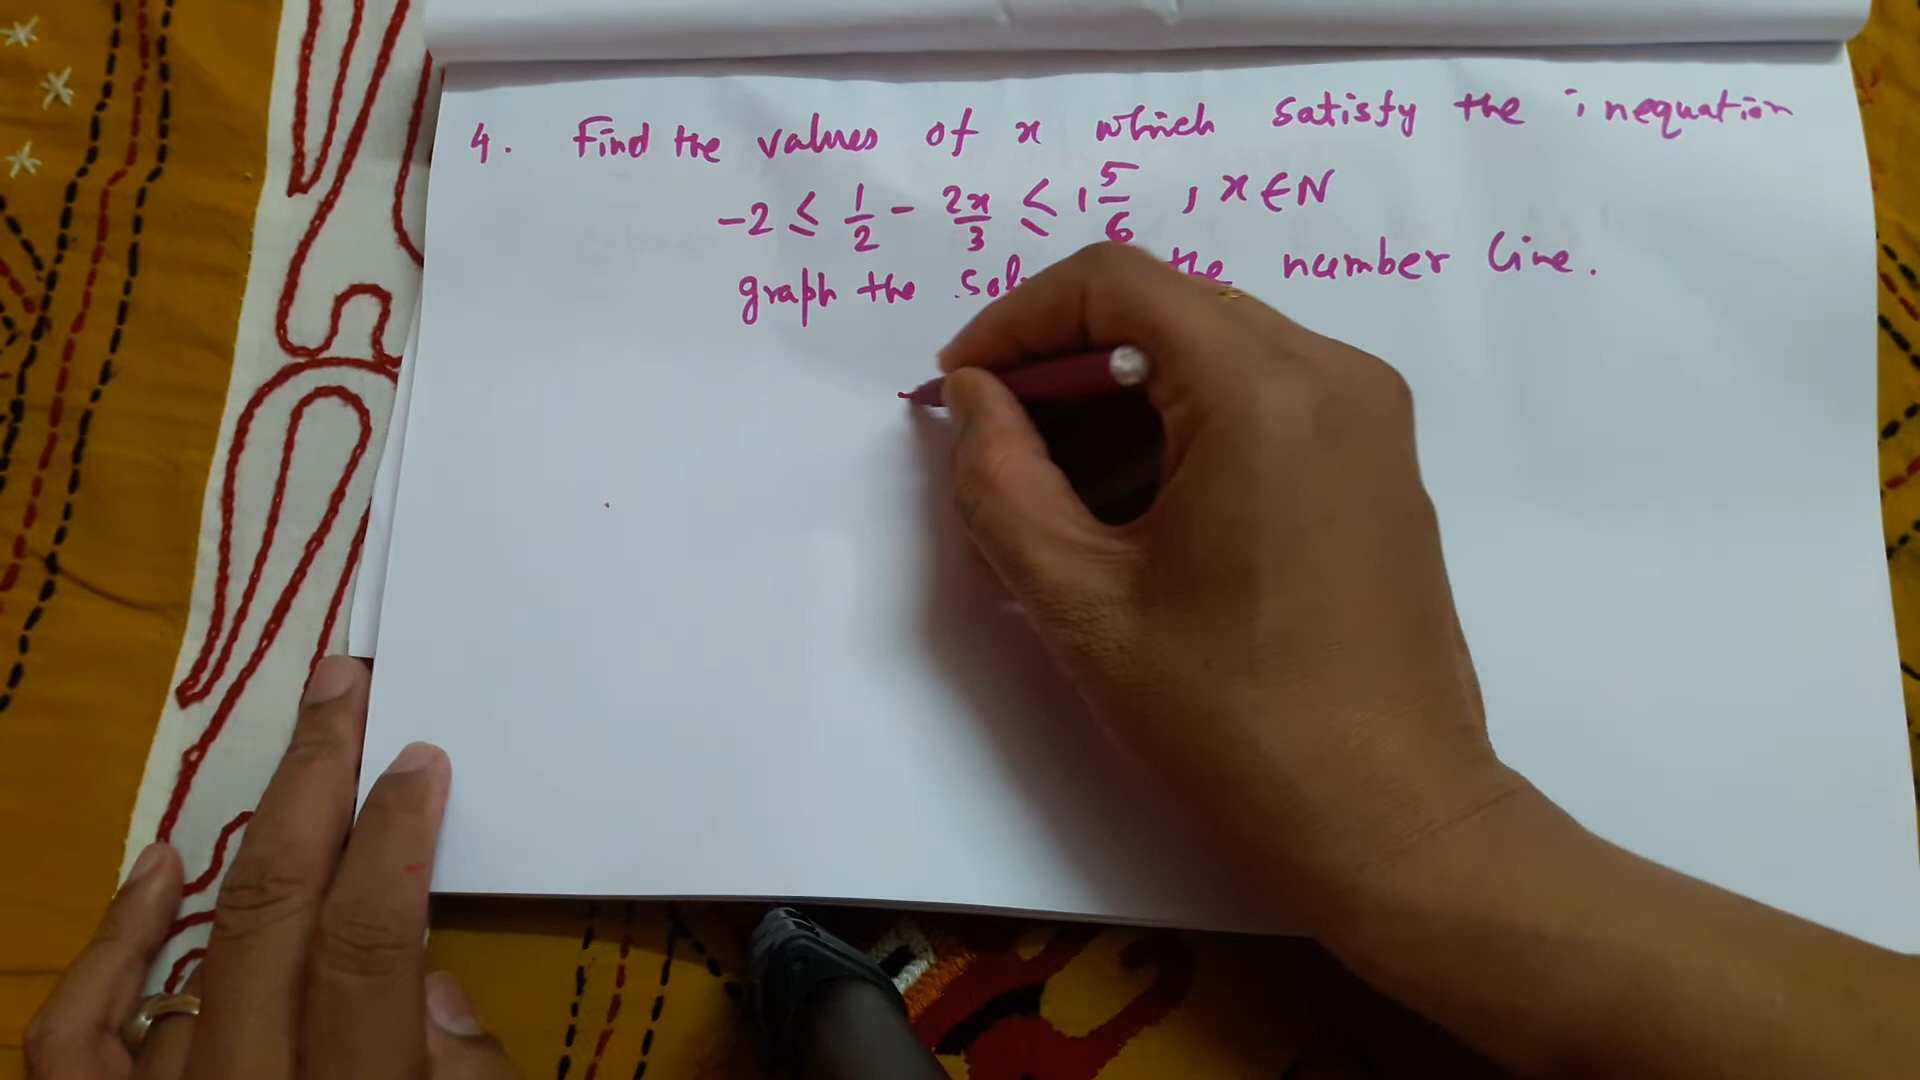 4. Find the values of x which satisfy the inequation
-2 ≤ 1/2 - 2x/3 ≤ 1 5/6 , x ∈ N
graph the the number line.